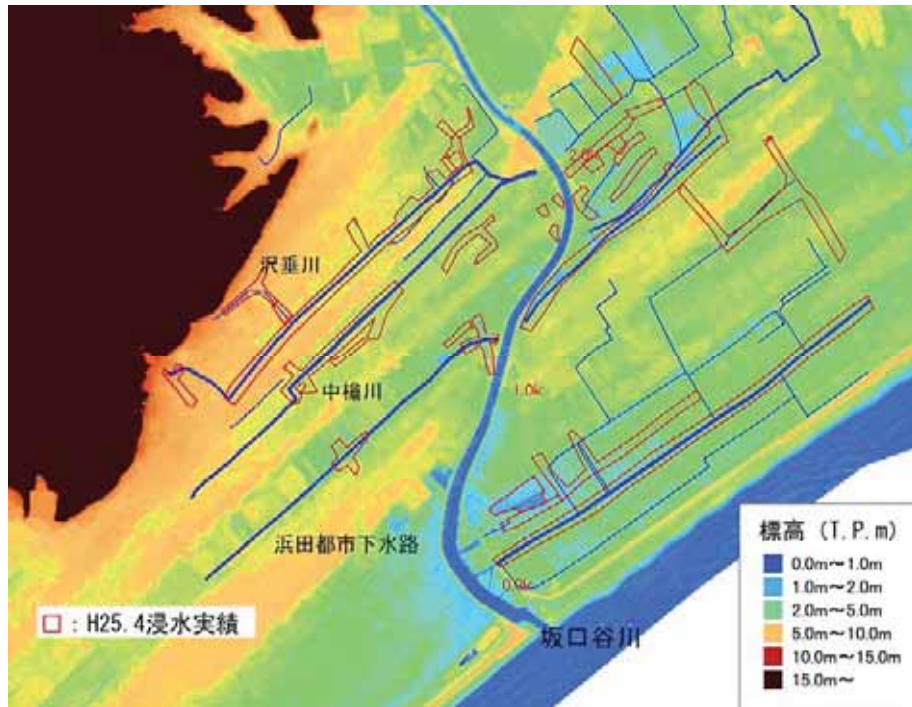 沢垂川
中楡川
1.0k
浜田都市下水路
0.0k
坂口谷川
□:H25.4浸水実績
標高(T.P.m)
0.0m~1.0m
1.0m~2.0m
2.0m~5.0m
5.0m~10.0m
10.0m~15.0m
15.0m~